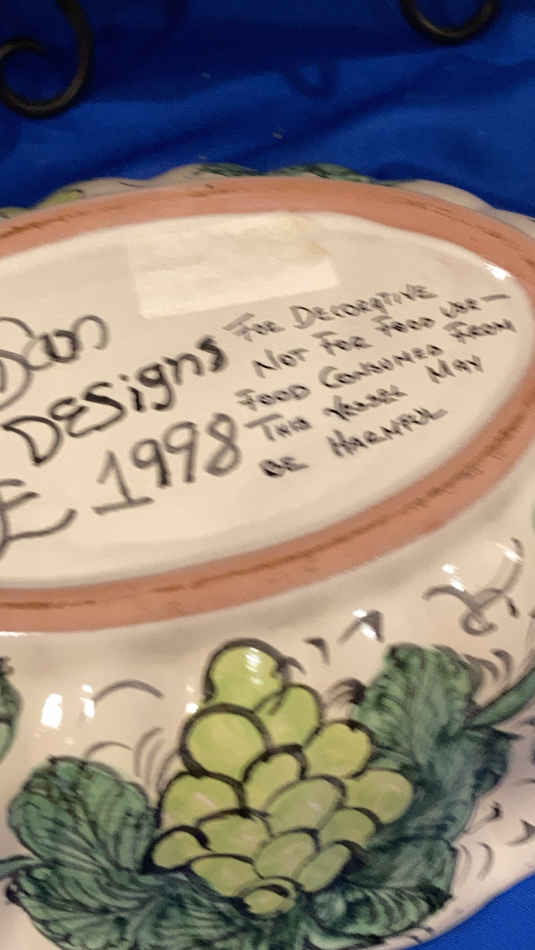 Designs
1998
For Decorative
Not For Food Use—
Food Consumed From
This Vessel May
Be Harmful